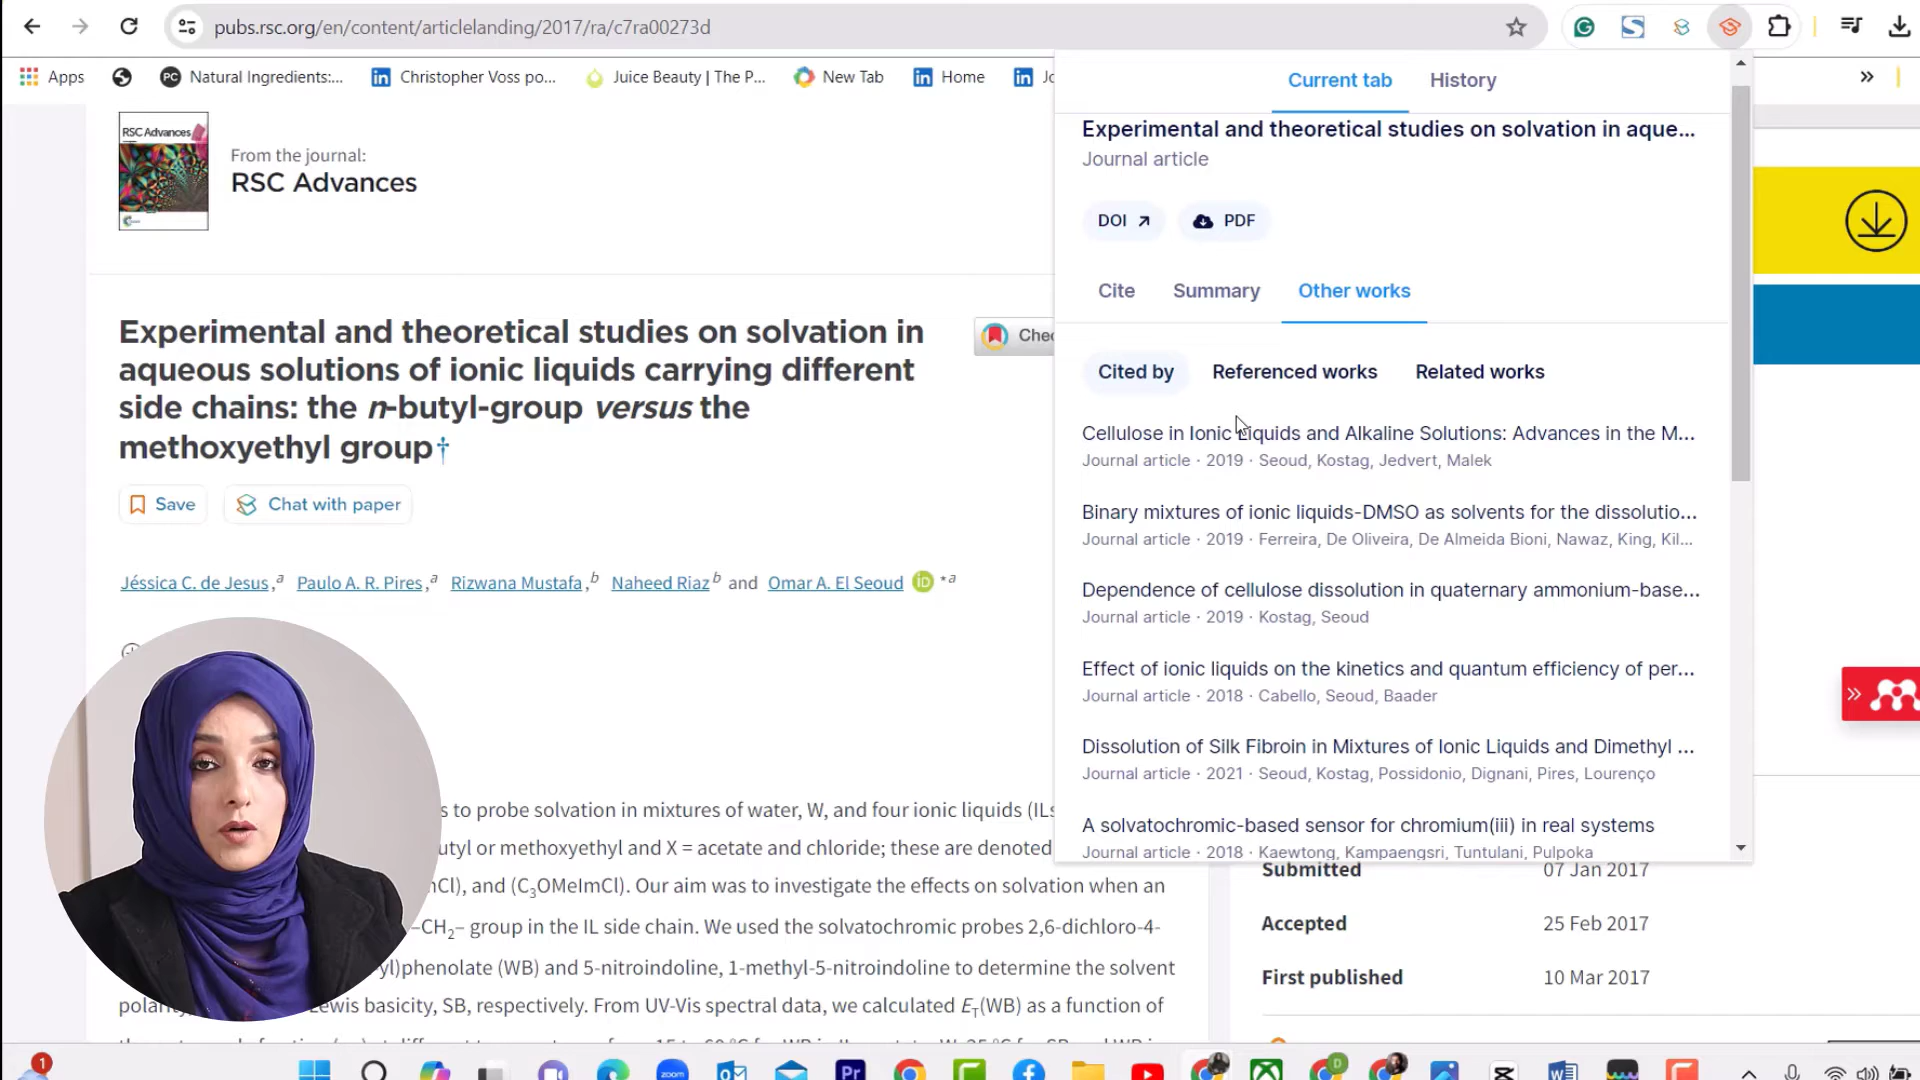 pubs.rsc.org/en/content/articlelanding/2017/ra/c7ra00273d
Apps
PC
Natural Ingredients:...
in
Christopher Voss po...
Juice Beauty | The P...
New Tab
in
Home
in
»
RSC Advances
From the journal:
RSC Advances
Experimental and theoretical studies on solvation in
aqueous solutions of ionic liquids carrying different
side chains: the n-butyl-group versus the
methoxyethyl group†
Save
Chat with paper
Jéssica C. de Jesus,a Paulo A. R. Pires,a Rizwana Mustafa,b Naheed Riazb and Omar A. El Seoud iD *a
s to probe solvation in mixtures of water, W, and four ionic liquids (ILs
utyl or methoxyethyl and X = acetate and chloride; these are denoted
nCl), and (C3OMeImCl). Our aim was to investigate the effects on solvation when an
–CH2– group in the IL side chain. We used the solvatochromic probes 2,6-dichloro-4-
yl)phenolate (WB) and 5-nitroindoline, 1-methyl-5-nitroindoline to determine the solvent
polarity, Lewis basicity, SB, respectively. From UV-Vis spectral data, we calculated ET(WB) as a function of
Current tab
History
Experimental and theoretical studies on solvation in aque...
Journal article
DOI
PDF
Cite
Summary
Other works
Cited by
Referenced works
Related works
Cellulose in Ionic Liquids and Alkaline Solutions: Advances in the M...
Journal article · 2019 · Seoud, Kostag, Jedvert, Malek
Binary mixtures of ionic liquids-DMSO as solvents for the dissolutio...
Journal article · 2019 · Ferreira, De Oliveira, De Almeida Bioni, Nawaz, King, Kil...
Dependence of cellulose dissolution in quaternary ammonium-base...
Journal article · 2019 · Kostag, Seoud
Effect of ionic liquids on the kinetics and quantum efficiency of per...
Journal article · 2018 · Cabello, Seoud, Baader
Dissolution of Silk Fibroin in Mixtures of Ionic Liquids and Dimethyl ...
Journal article · 2021 · Seoud, Kostag, Possidonio, Dignani, Pires, Lourenço
A solvatochromic-based sensor for chromium(iii) in real systems
Journal article · 2018 · Kaewtong, Kampaengsri, Tuntulani, Pulpoka
Submitted 07 Jan 2017
Accepted 25 Feb 2017
First published 10 Mar 2017
1
zoom
Pr